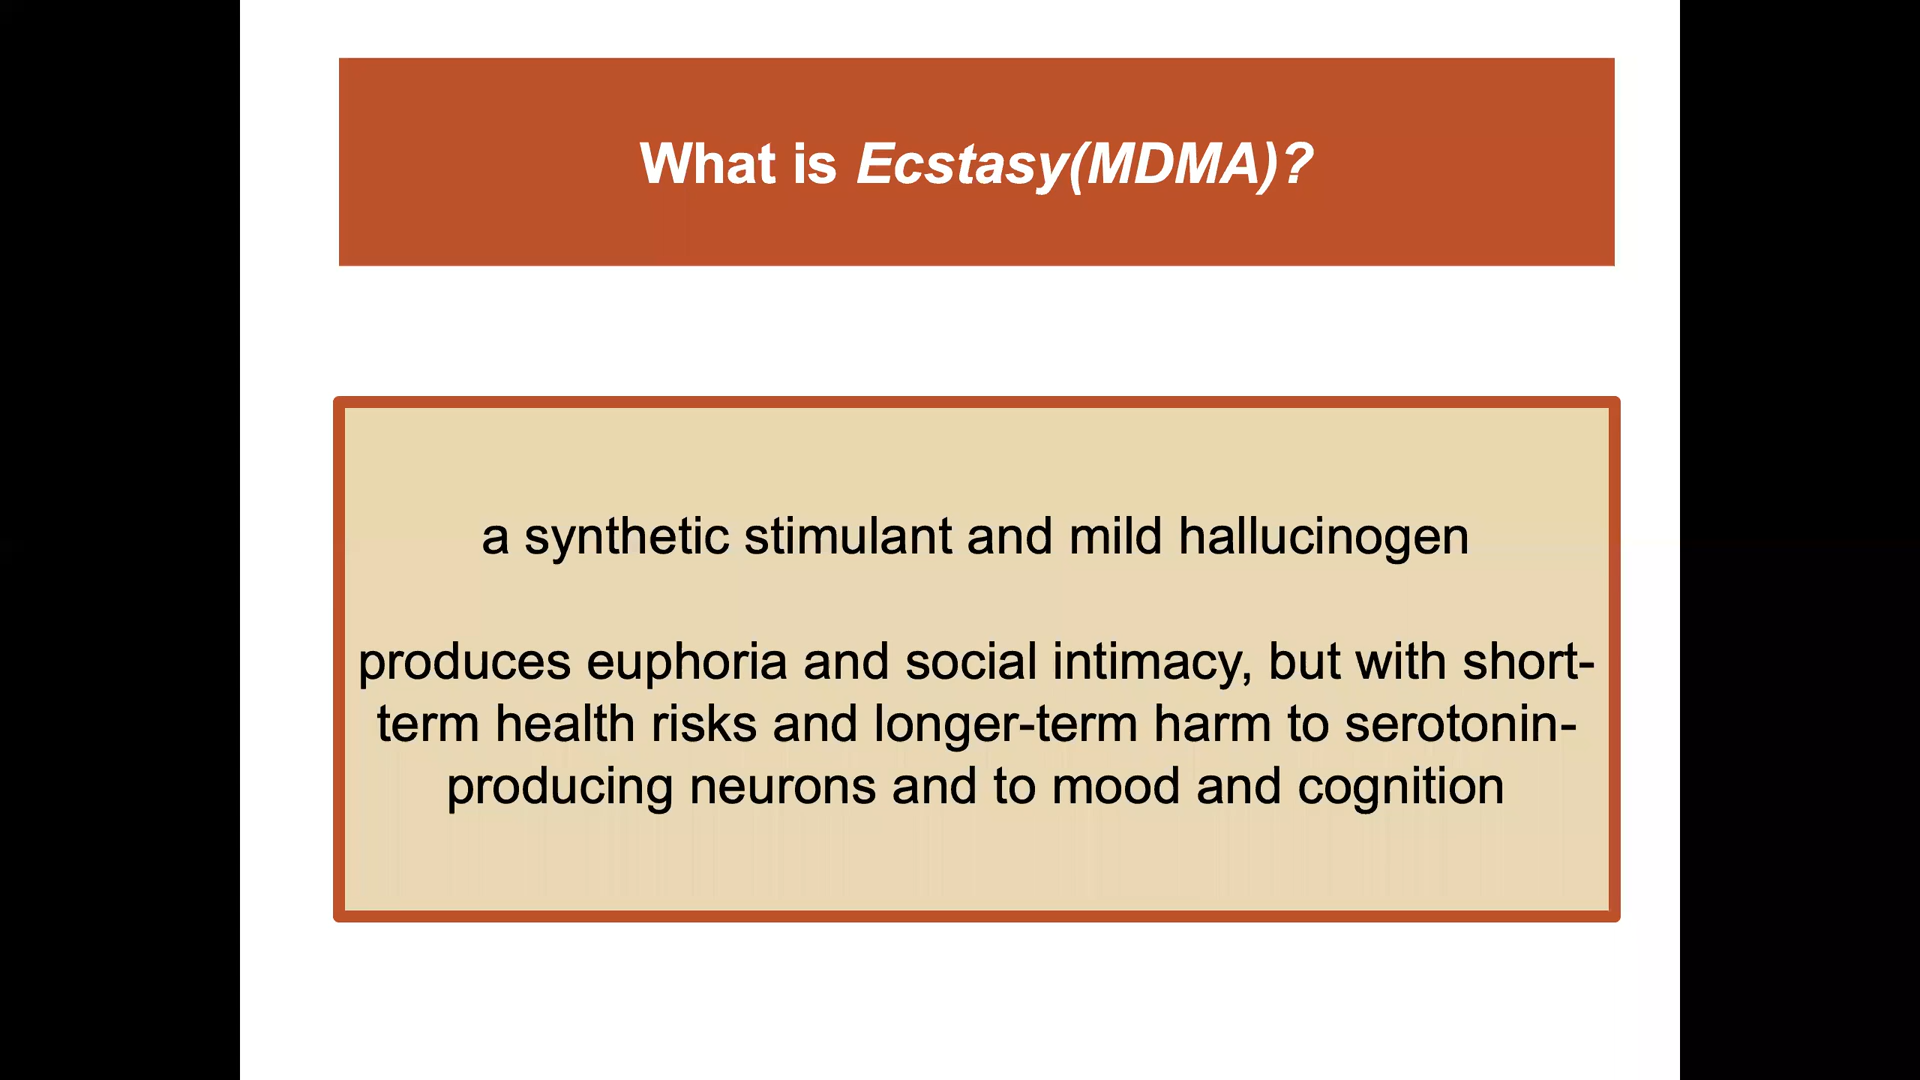 What is Ecstasy(MDMA)?
a synthetic stimulant and mild hallucinogen
produces euphoria and social intimacy, but with short-
term health risks and longer-term harm to serotonin-
producing neurons and to mood and cognition